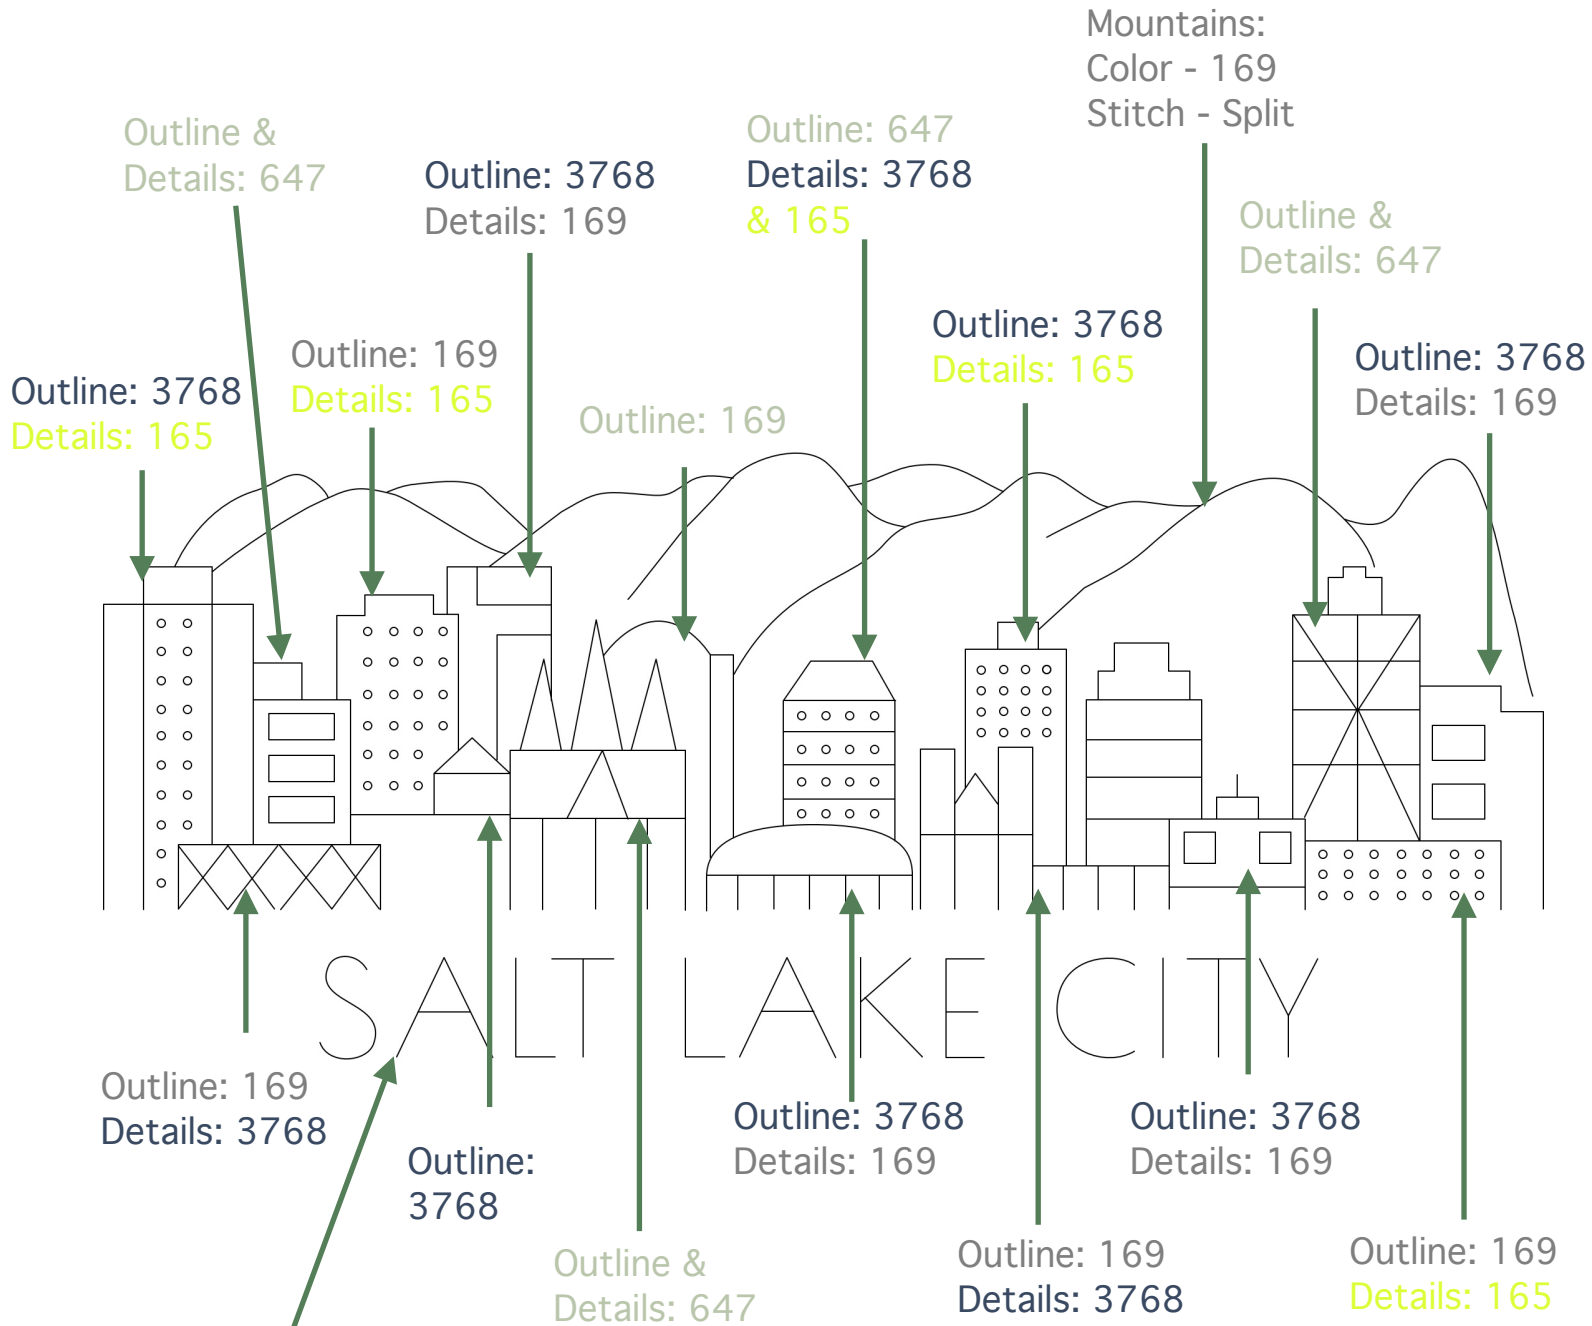 Mountains:
Color - 169
Stitch - Split
Outline &
Details: 647
Outline: 3768
Details: 169
Outline: 647
Details: 3768
& 165
Outline &
Details: 647
Outline: 3768
Details: 165
Outline: 169
Details: 165
Outline: 169
Outline: 3768
Details: 165
Outline: 3768
Details: 169
SALT LAKE CITY
Outline: 169
Details: 3768
Outline:
3768
Outline &
Details: 647
Outline: 3768
Details: 169
Outline: 169
Details: 3768
Outline: 3768
Details: 169
Outline: 169
Details: 165